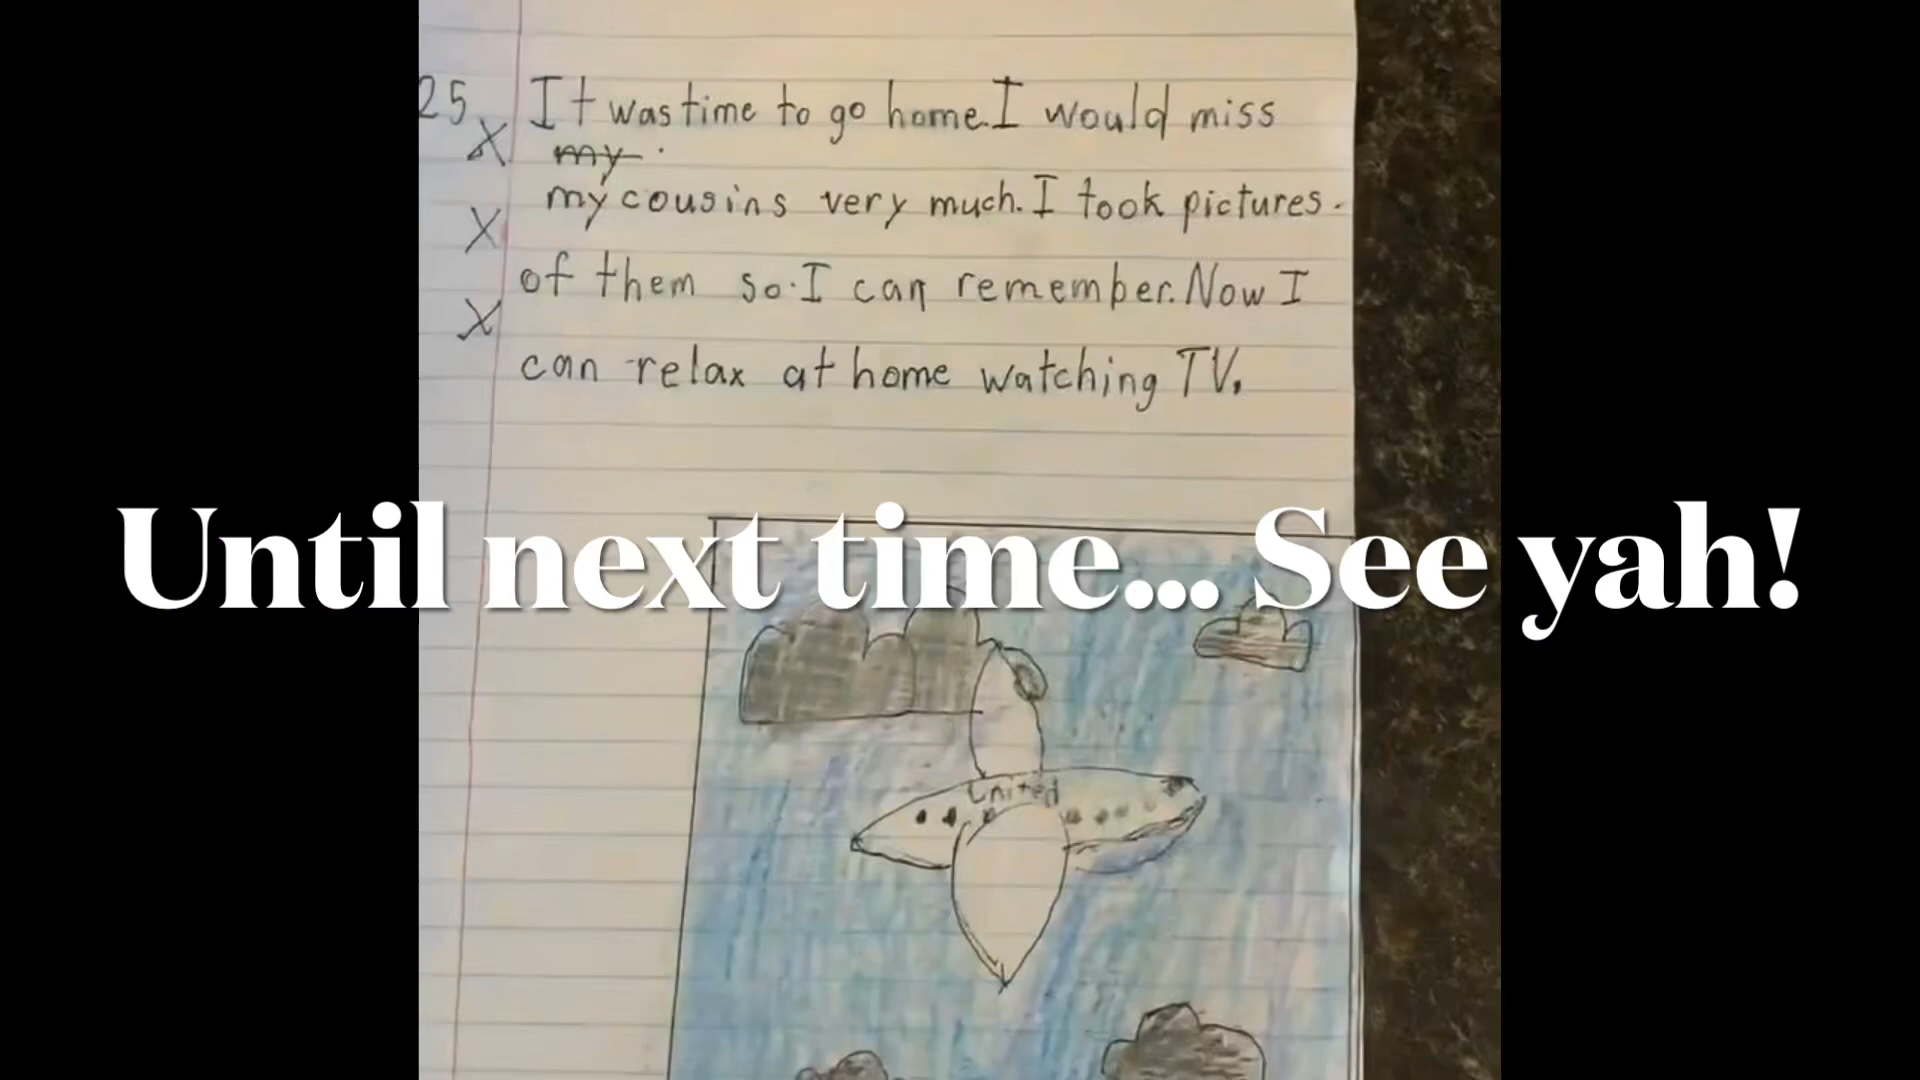 25 It was time to go home. I would miss
X my
my cousins very much. I took pictures
X
of them so I can remember. Now I
X
can relax at home watching TV.
Until next time... See yah!
United